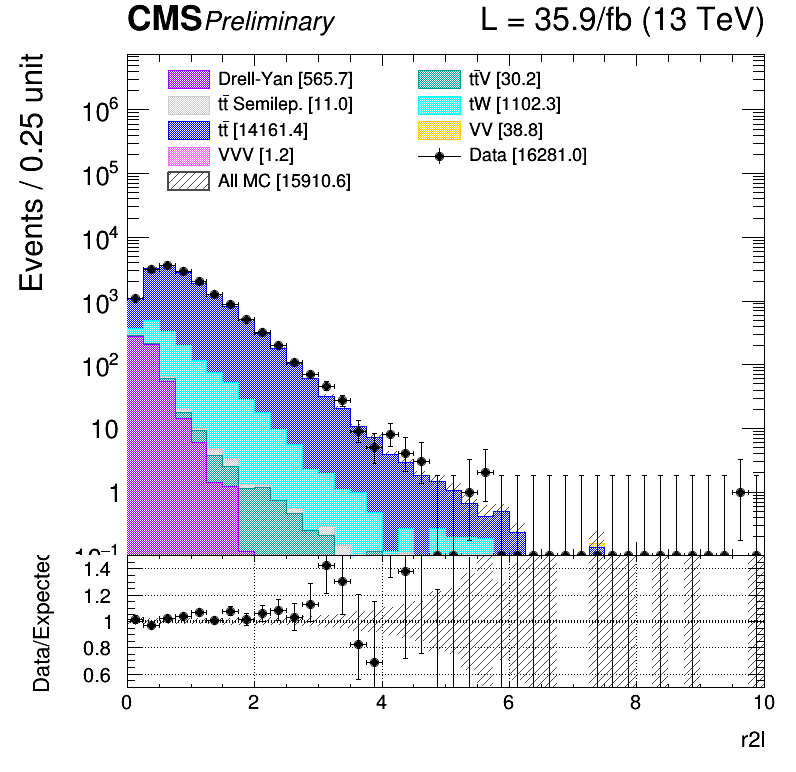 CMS Preliminary L = 35.9/fb (13 TeV)
Events / 0.25 unit
Drell-Yan [565.7]
tt̄ Semilep. [11.0]
tt̄ [14161.4]
VVV [1.2]
All MC [15910.6]
tt̄V [30.2]
tW [1102.3]
VV [38.8]
Data [16281.0]
10⁶
10⁵
10⁴
10³
10²
10
1
10⁻¹
Data/Expected
1.4
1.2
1
0.8
0.6
0 2 4 6 8 10
r2l